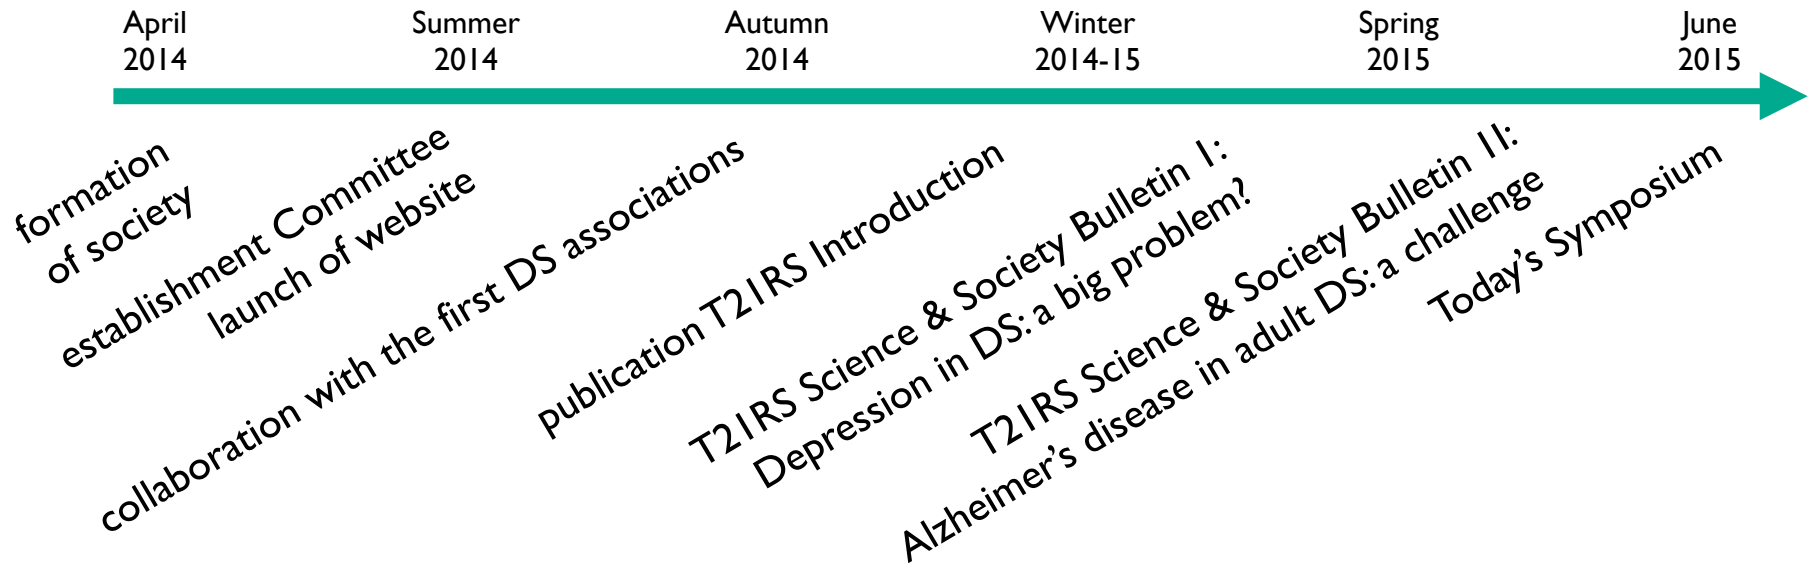 April
2014
Summer
2014
Autumn
2014
Winter
2014-15
Spring
2015
June
2015
formation
of society
establishment Committee
launch of website
collaboration with the first DS associations
publication T21RS Introduction
T21RS Science & Society Bulletin 1:
Depression in DS: a big problem?
T21RS Science & Society Bulletin 11:
Alzheimer’s disease in adult DS: a challenge
Today’s Symposium